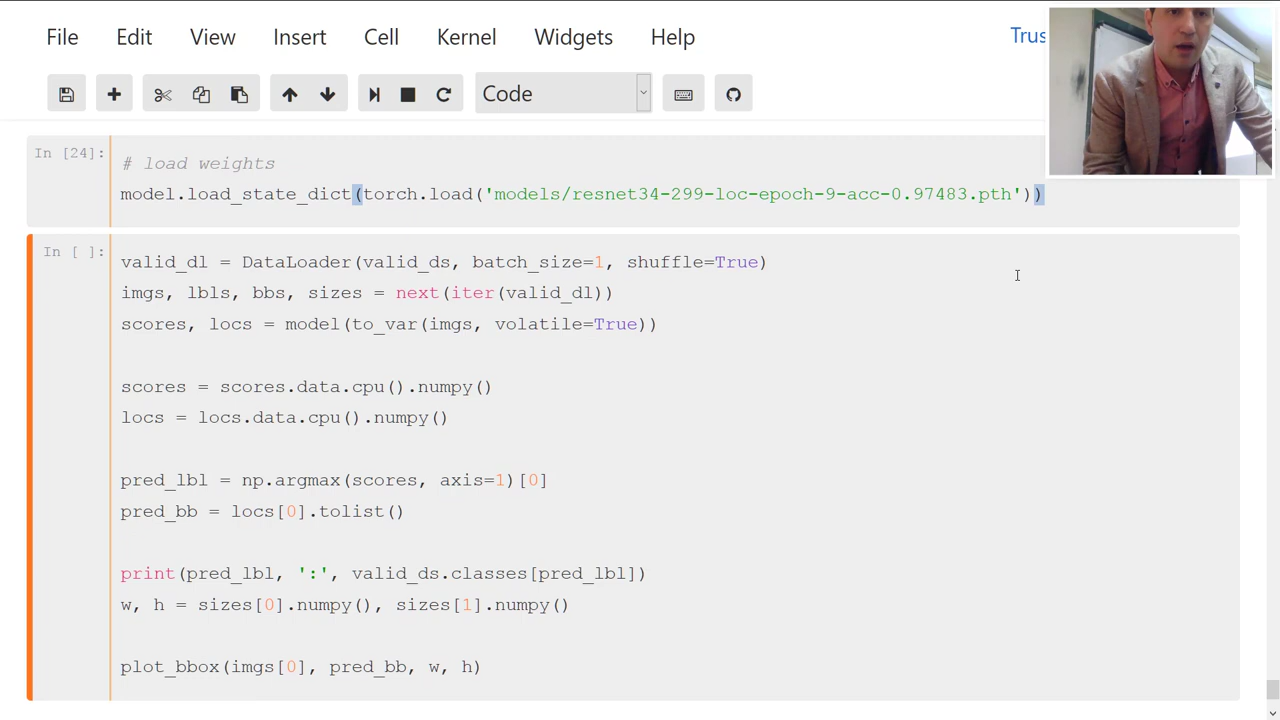 File Edit View Insert Cell Kernel Widgets Help Trus
Code
In [24]:
# load weights
model.load_state_dict(torch.load('models/resnet34-299-loc-epoch-9-acc-0.97483.pth'))
In [ ]:
valid_dl = DataLoader(valid_ds, batch_size=1, shuffle=True)
imgs, lbls, bbs, sizes = next(iter(valid_dl))
scores, locs = model(to_var(imgs, volatile=True))
scores = scores.data.cpu().numpy()
locs = locs.data.cpu().numpy()
pred_lbl = np.argmax(scores, axis=1)[0]
pred_bb = locs[0].tolist()
print(pred_lbl, ':', valid_ds.classes[pred_lbl])
w, h = sizes[0].numpy(), sizes[1].numpy()
plot_bbox(imgs[0], pred_bb, w, h)